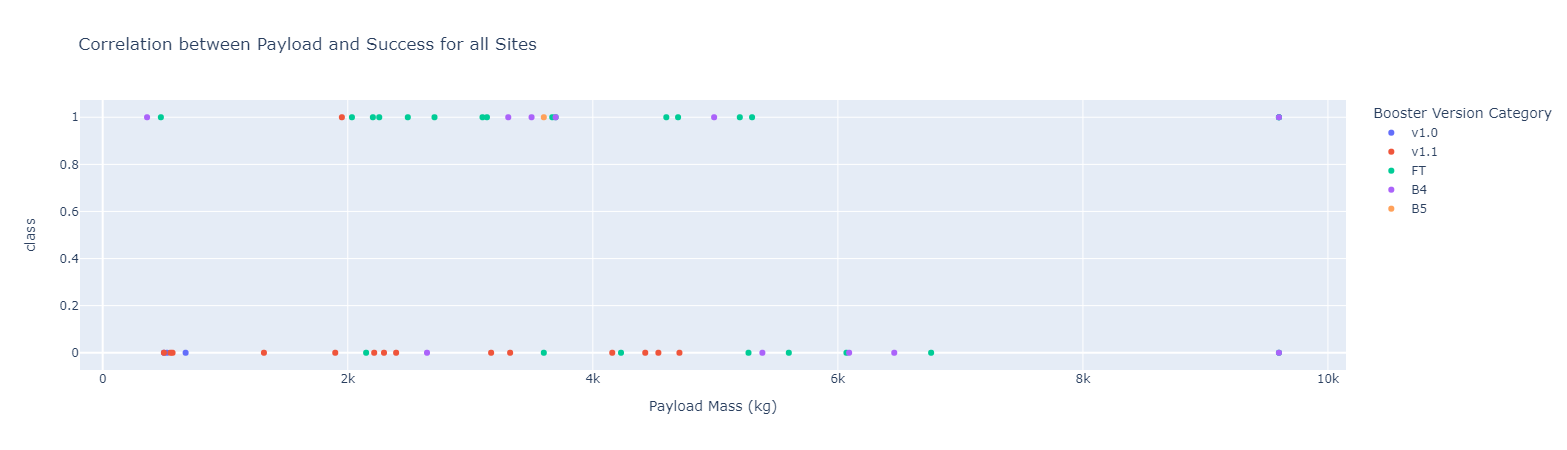 Correlation between Payload and Success for all Sites
Booster Version Category
v1.0
v1.1
FT
B4
B5
class
1
0.8
0.6
0.4
0.2
0
0 2k 4k 6k 8k 10k
Payload Mass (kg)